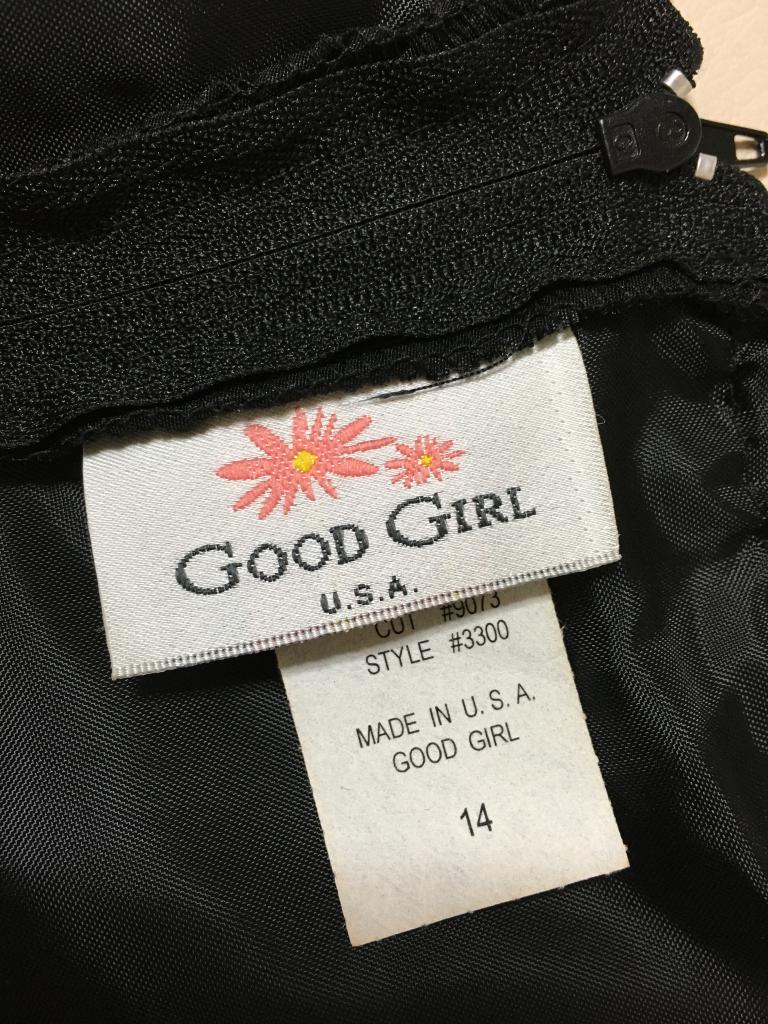 GOOD GIRL
U.S.A.
CUT #9073
STYLE #3300
MADE IN U.S.A.
GOOD GIRL
14